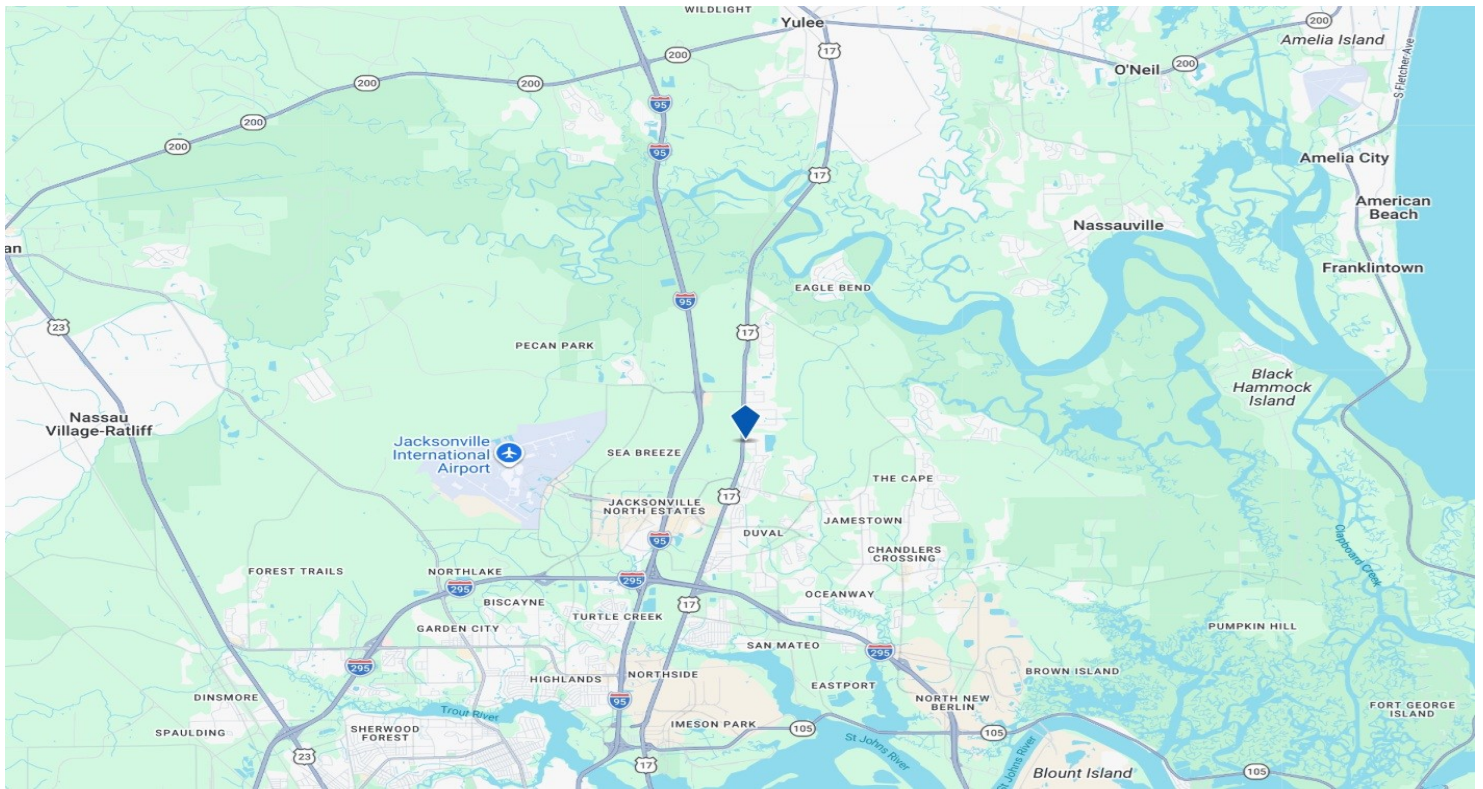 WILDLIGHT
Yulee
200
Amelia Island
200
17
O'Neil
200
S Fletcher Ave
200
200
95
200
95
200
Amelia City
17
American
Beach
Nassauville
an
Franklintown
EAGLE BEND
95
23
17
PECAN PARK
Black
Hammock
Island
Nassau
Village-Ratliff
Jacksonville
International
Airport
SEA BREEZE
THE CAPE
17
JACKSONVILLE
NORTH ESTATES
JAMESTOWN
DUVAL
95
CHANDLERS
CROSSING
Clapboard Creek
FOREST TRAILS
NORTHLAKE
295
295
BISCAYNE
OCEANWAY
17
TURTLE CREEK
GARDEN CITY
PUMPKIN HILL
SAN MATEO
295
295
BROWN ISLAND
HIGHLANDS
NORTHSIDE
EASTPORT
DINSMORE
95
NORTH NEW
BERLIN
FORT GEORGE
ISLAND
Trout River
IMESON PARK
105
105
SPAULDING
SHERWOOD
FOREST
St Johns River
St Johns River
23
17
Blount Island
105